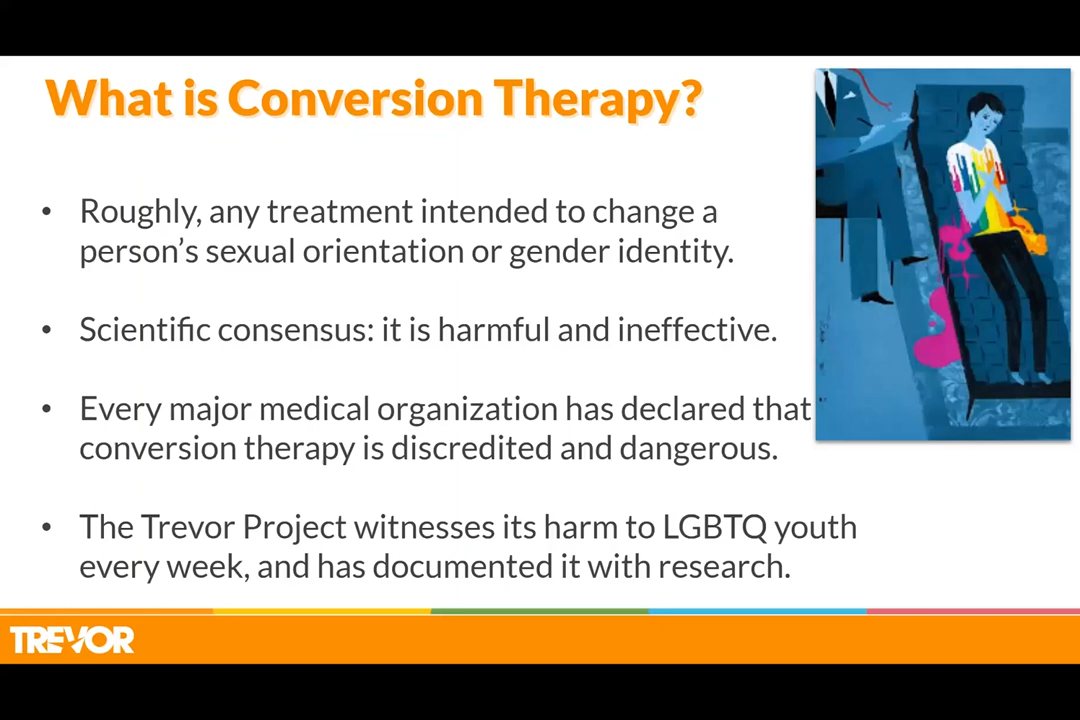 What is Conversion Therapy?
• Roughly, any treatment intended to change a
person’s sexual orientation or gender identity.
• Scientific consensus: it is harmful and ineffective.
• Every major medical organization has declared that
conversion therapy is discredited and dangerous.
• The Trevor Project witnesses its harm to LGBTQ youth
every week, and has documented it with research.
TREVOR